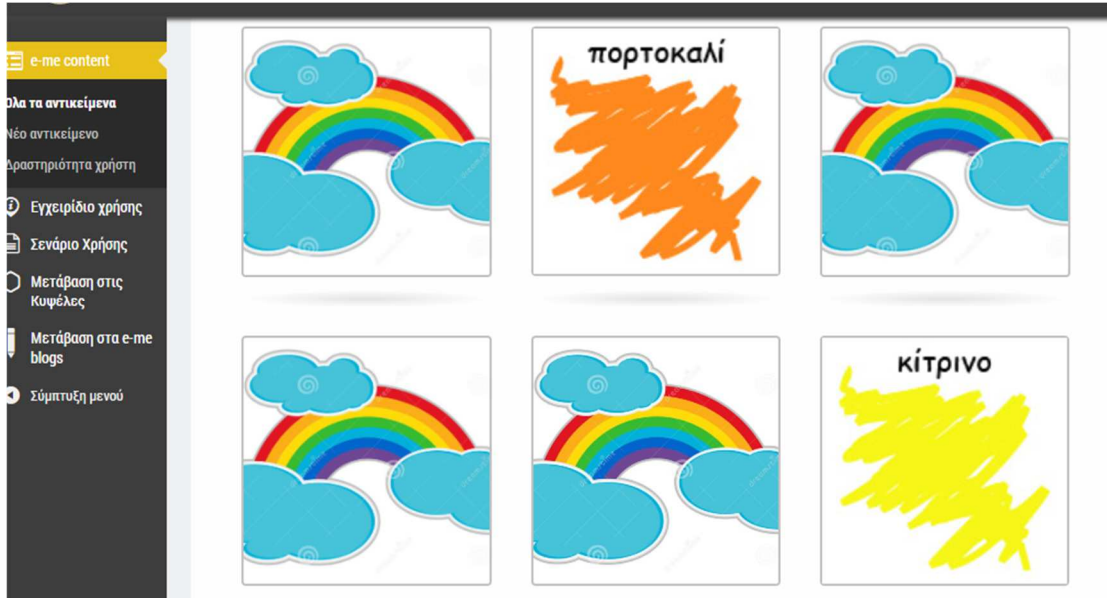 e-me content
Όλα τα αντικείμενα
Νέο αντικείμενο
Δραστηριότητα χρήστη
Εγχειρίδιο χρήσης
Σενάριο Χρήσης
Μετάβαση στις
Κυψέλες
Μετάβαση στα e-me
blogs
Σύμπτυξη μενού
πορτοκαλί
κίτρινο